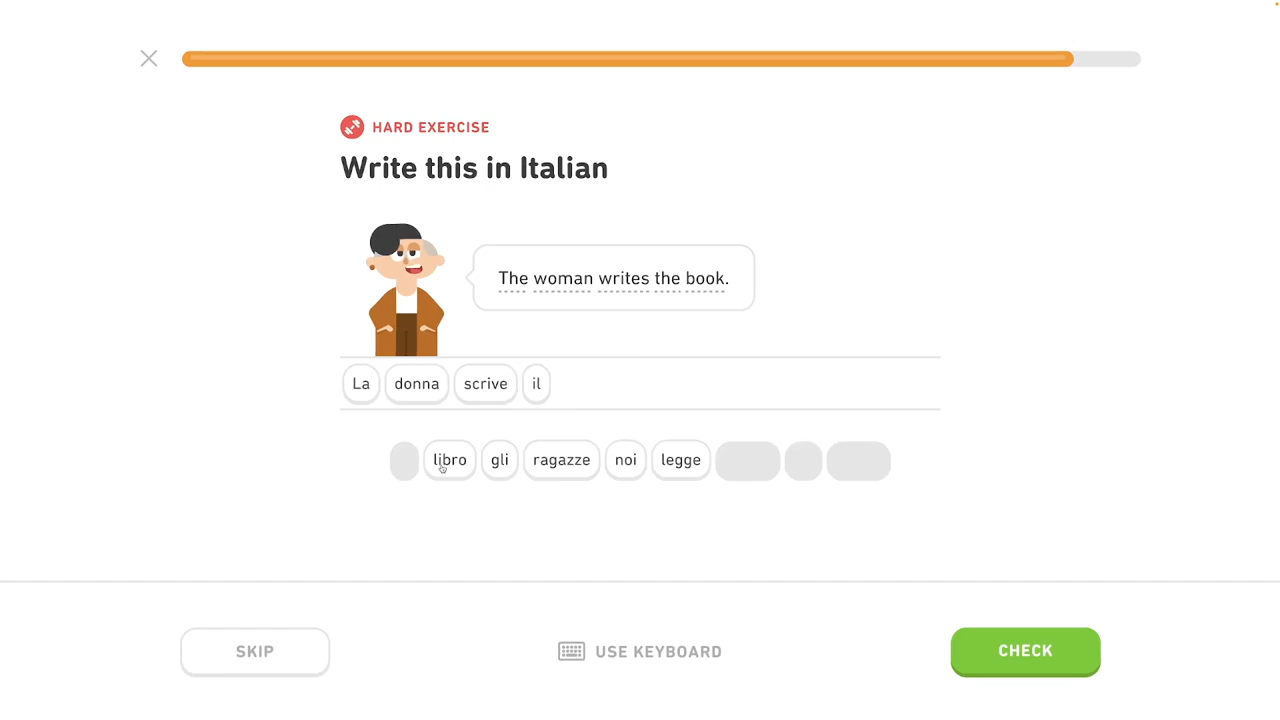 HARD EXERCISE
Write this in Italian
The woman writes the book.
La donna scrive il
libro gli ragazze noi legge
SKIP USE KEYBOARD CHECK